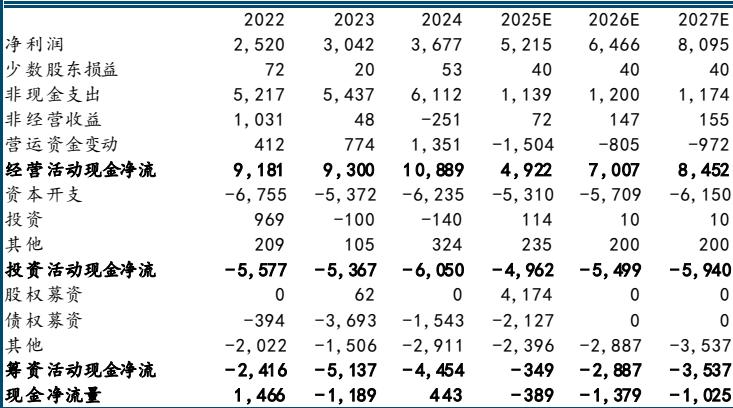 2022 2023 2024 2025E 2026E 2027E
净利润 2,520 3,042 3,677 5,215 6,466 8,095
少数股东损益 72 20 53 40 40 40
非现金支出 5,217 5,437 6,112 1,139 1,200 1,174
非经营收益 1,031 48 -251 72 147 155
营运资金变动 412 774 1,351 -1,504 -805 -972
经营活动现金净流 9,181 9,300 10,889 4,922 7,007 8,452
资本开支 -6,755 -5,372 -6,235 -5,310 -5,709 -6,150
投资 969 -100 -140 114 10 10
其他 209 105 324 235 200 200
投资活动现金净流 -5,577 -5,367 -6,050 -4,962 -5,499 -5,940
股权募资 0 62 0 4,174 0 0
债权募资 -394 -3,693 -1,543 -2,127 0 0
其他 -2,022 -1,506 -2,911 -2,396 -2,887 -3,537
筹资活动现金净流 -2,416 -5,137 -4,454 -349 -2,887 -3,537
现金净流量 1,466 -1,189 443 -389 -1,379 -1,025